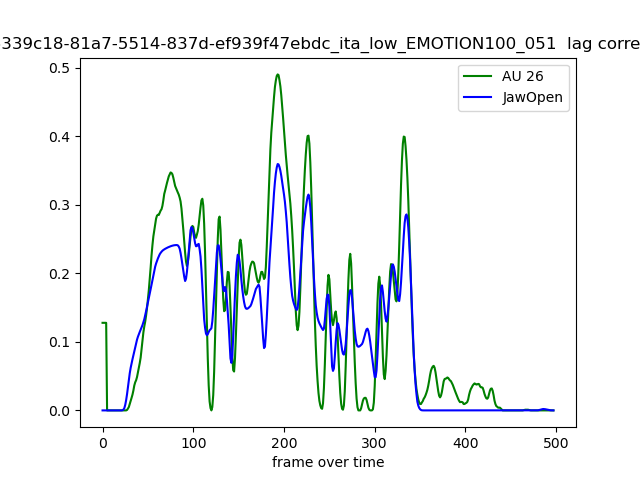 339c18-81a7-5514-837d-ef939f47ebdc_ita_low_EMOTION100_051 lag corre
AU 26
JawOpen
0.5
0.4
0.3
0.2
0.1
0.0
0 100 200 300 400 500
frame over time